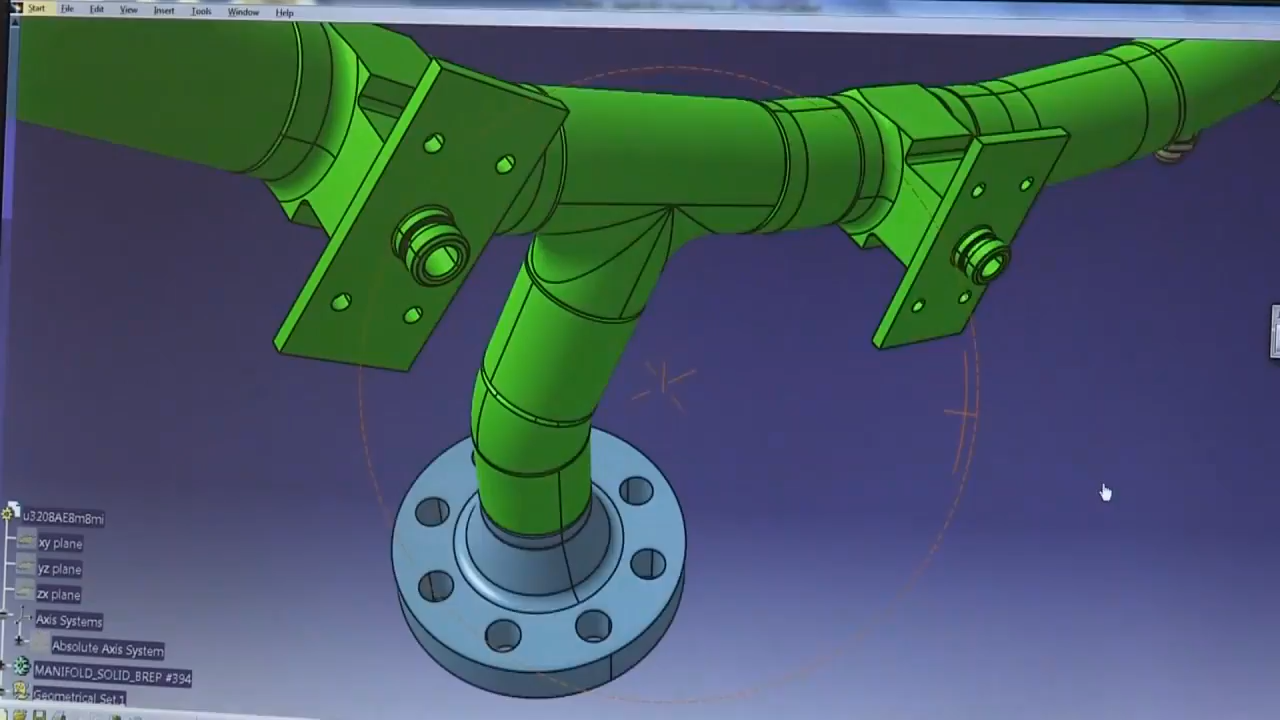 Start File Edit View Insert Tools Window Help
u3208AE8m8mi
xy plane
yz plane
zx plane
Axis Systems
Absolute Axis System
MANIFOLD_SOLID_BREP #394
Geometrical Set.1